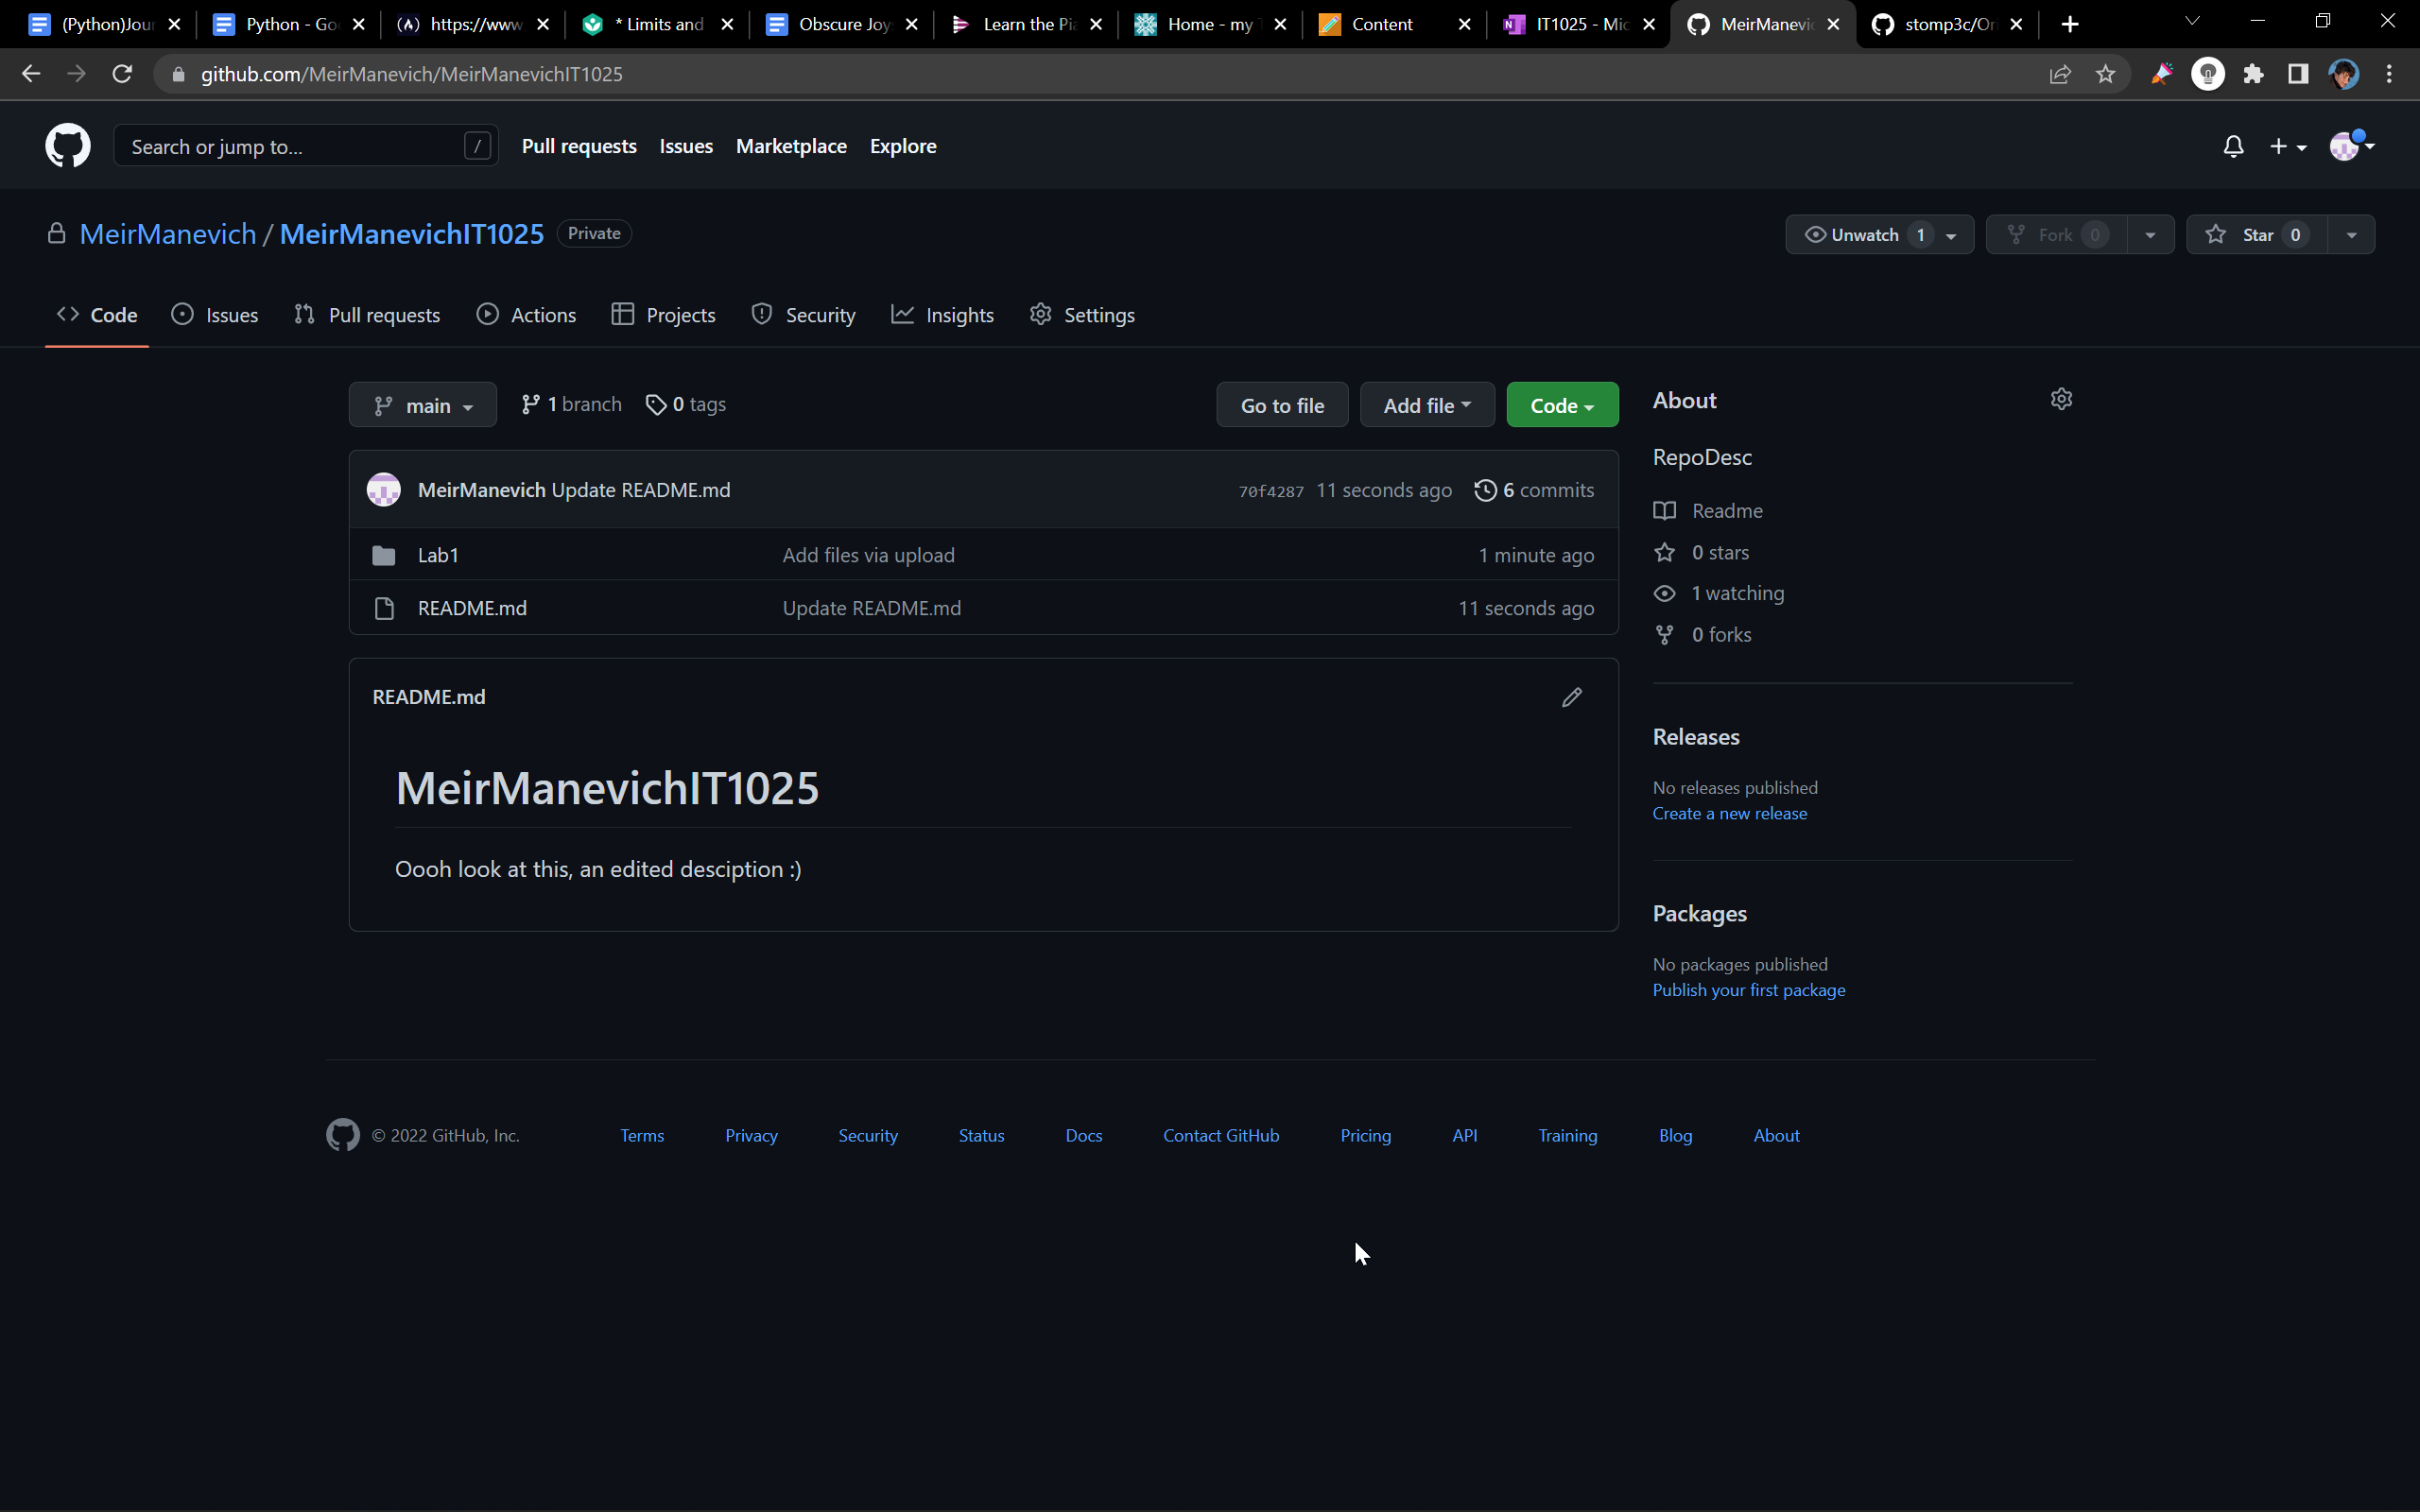 (Python)Jour
Python - Go
https://www
* Limits and
Obscure Joy
Learn the Pi
Home - my
Content
IT1025 - Mic
MeirManevic
stomp3c/Or
github.com/MeirManevich/MeirManevichIT1025
Search or jump to... /
Pull requests Issues Marketplace Explore
MeirManevich / MeirManevichIT1025 Private
Unwatch 1 Fork 0 Star 0
Code Issues Pull requests Actions Projects Security Insights Settings
main 1 branch 0 tags
Go to file Add file Code
MeirManevich Update README.md 70f4287 11 seconds ago 6 commits
Lab1 Add files via upload 1 minute ago
README.md Update README.md 11 seconds ago
README.md
MeirManevichIT1025
Oooh look at this, an edited desciption :)
About
RepoDesc
Readme
0 stars
1 watching
0 forks
Releases
No releases published
Create a new release
Packages
No packages published
Publish your first package
© 2022 GitHub, Inc. Terms Privacy Security Status Docs Contact GitHub Pricing API Training Blog About